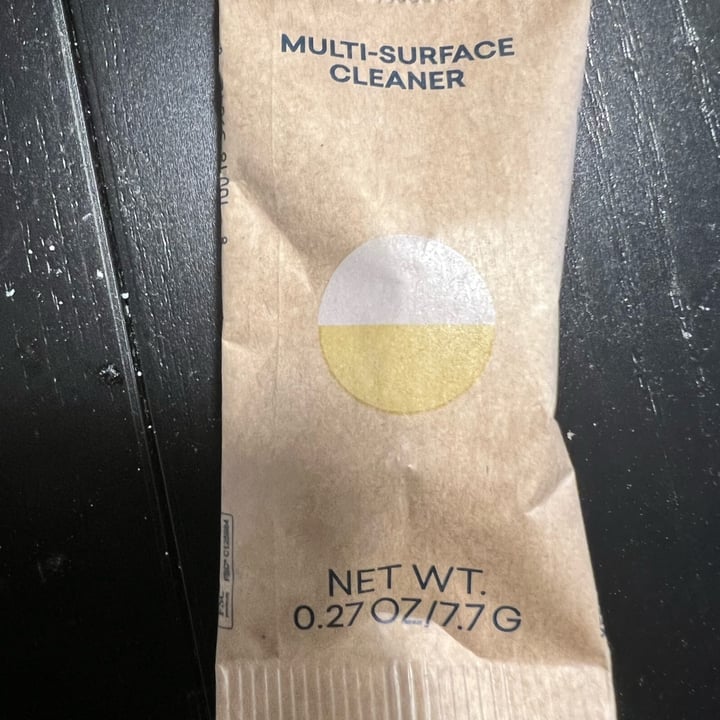 MULTI-SURFACE
CLEANER
NET WT.
0.27 OZ/7.7 G